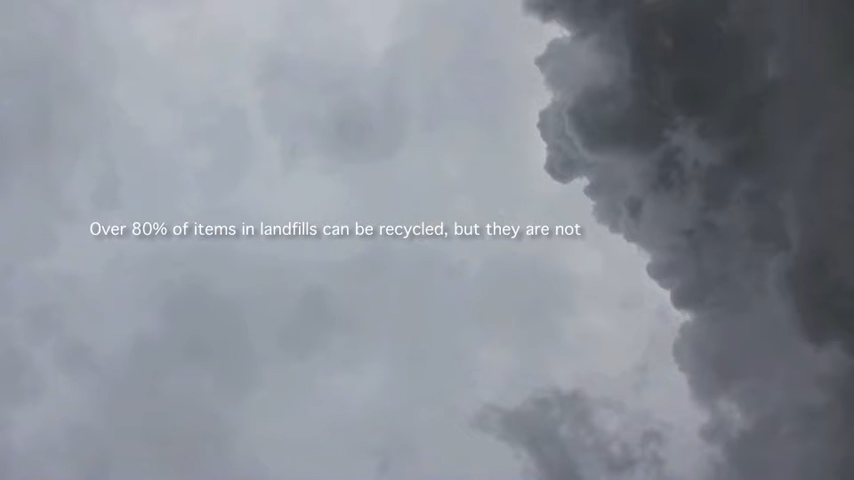 Over 80% of items in landfills can be recycled, but they are not